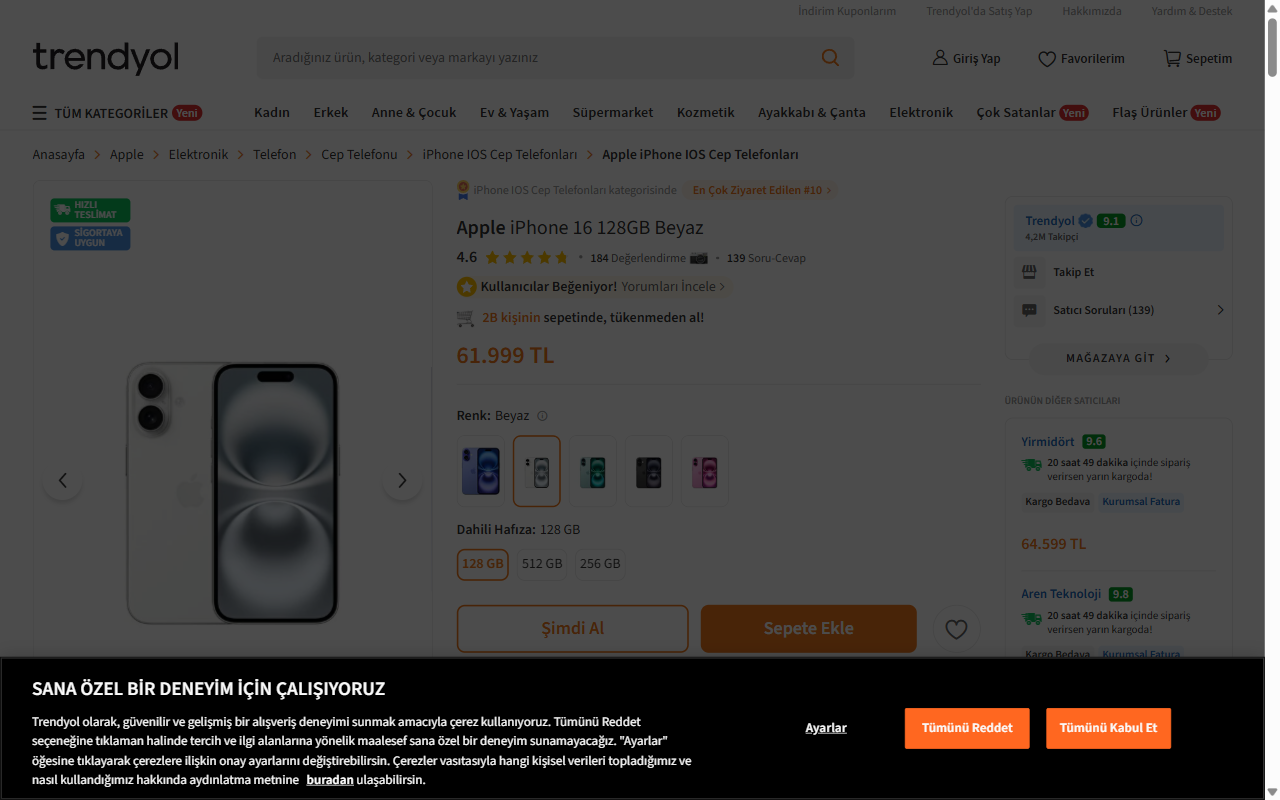 İndirim Kuponlarım Trendyol'da Satış Yap Hakkımızda Yardım & Destek
trendyol
Aradığınız ürün, kategori veya markayı yazınız
Giriş Yap Favorilerim Sepetim
TÜM KATEGORİLER Yeni Kadın Erkek Anne & Çocuk Ev & Yaşam Süpermarket Kozmetik Ayakkabı & Çanta Elektronik Çok Satanlar Yeni Flaş Ürünler Yeni
Anasayfa > Apple > Elektronik > Telefon > Cep Telefonu > iPhone IOS Cep Telefonları > Apple iPhone IOS Cep Telefonları
HIZLI
TESLİMAT
SİGORTAYA
UYGUN
iPhone IOS Cep Telefonları kategorisinde En Çok Ziyaret Edilen #10 >
Apple iPhone 16 128GB Beyaz
4.6 • 184 Değerlendirme • 139 Soru-Cevap
Kullanıcılar Beğeniyor! Yorumları İncele >
2B kişinin sepetinde, tükenmeden al!
61.999 TL
Renk: Beyaz
Dahili Hafıza: 128 GB
128 GB 512 GB 256 GB
Şimdi Al Sepete Ekle
Trendyol 9.1
4,2M Takipçi
Takip Et
Satıcı Soruları (139)
MAĞAZAYA GİT >
ÜRÜNÜN DİĞER SATICILARI
Yirmidört 9.6
20 saat 49 dakika içinde sipariş
verirsen yarın kargoda!
Kargo Bedava Kurumsal Fatura
64.599 TL
Aren Teknoloji 9.8
20 saat 49 dakika içinde sipariş
verirsen yarın kargoda!
Kargo Bedava Kurumsal Fatura
SANA ÖZEL BİR DENEYİM İÇİN ÇALIŞIYORUZ
Trendyol olarak, güvenilir ve gelişmiş bir alışveriş deneyimi sunmak amacıyla çerez kullanıyoruz. Tümünü Reddet
seçeneğine tıklaman halinde tercih ve ilgi alanlarına yönelik maalesef sana özel bir deneyim sunamayacağız. "Ayarlar"
öğesine tıklayarak çerezlere ilişkin onay ayarlarını değiştirebilirsin. Çerezler vasıtasıyla hangi kişisel verileri topladığımız ve
nasıl kullandığımız hakkında aydınlatma metnine buradan ulaşabilirsin.
Ayarlar
Tümünü Reddet
Tümünü Kabul Et